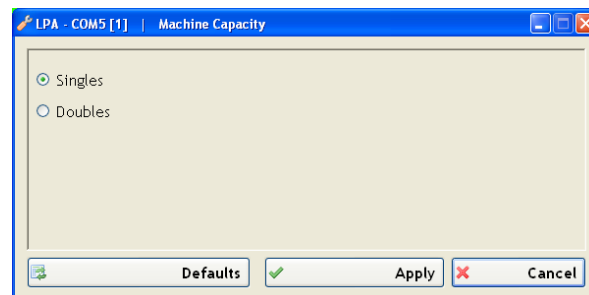 LPA - COM5 [1] | Machine Capacity
Singles
Doubles
Defaults Apply Cancel